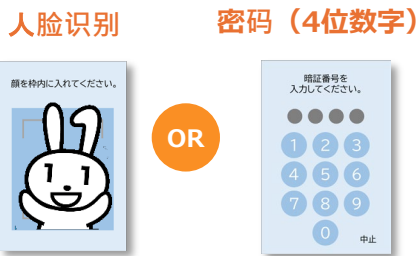 人脸识别
密码（4位数字）
顔を枠内に入れてください。
OR
暗証番号を
入力してください。
1 2 3
4 5 6
7 8 9
0
中止